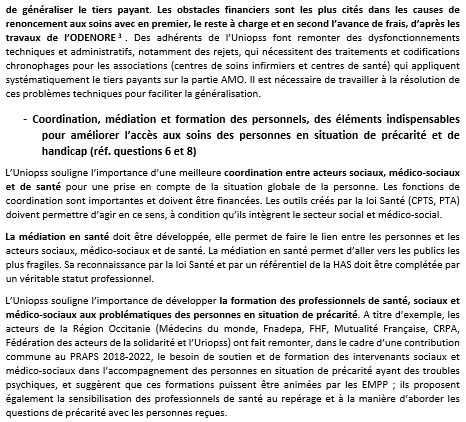 de généraliser le tiers payant. Les obstacles financiers sont les plus cités dans les causes de
renoncement aux soins avec en premier, le reste à charge et en second l'avance de frais, d'après les
travaux de l'ODENORE ³ . Des adhérents de l'Uniopss font remonter des dysfonctionnements
techniques et administratifs, notamment des rejets, qui nécessitent des traitements et codifications
chronophages pour les associations (centres de soins infirmiers et centres de santé) qui appliquent
systématiquement le tiers payants sur la partie AMO. Il est nécessaire de travailler à la résolution de
ces problèmes techniques pour faciliter la généralisation.
- Coordination, médiation et formation des personnels, des éléments indispensables
pour améliorer l'accès aux soins des personnes en situation de précarité et de
handicap (réf. questions 6 et 8)
L'Uniopss souligne l'importance d'une meilleure coordination entre acteurs sociaux, médico-sociaux
et de santé pour une prise en compte de la situation globale de la personne. Les fonctions de
coordination sont importantes et doivent être financées. Les outils créés par la loi Santé (CPTS, PTA)
doivent permettre d'agir en ce sens, à condition qu'ils intègrent le secteur social et médico-social.
La médiation en santé doit être développée, elle permet de faire le lien entre les personnes et les
acteurs sociaux, médico-sociaux et de santé. La médiation en santé permet d'aller vers les publics les
plus fragiles. Sa reconnaissance par la loi Santé et par un référentiel de la HAS doit être complétée par
un véritable statut professionnel.
L'Uniopss souligne l'importance de développer la formation des professionnels de santé, sociaux et
médico-sociaux aux problématiques des personnes en situation de précarité. A titre d'exemple, les
acteurs de la Région Occitanie (Médecins du monde, Fnadepa, FHF, Mutualité Française, CRPA,
Fédération des acteurs de la solidarité et l'Uriopss) ont fait remonter, dans le cadre d'une contribution
commune au PRAPS 2018-2022, le besoin de soutien et de formation des intervenants sociaux et
médico-sociaux dans l'accompagnement des personnes en situation de précarité ayant des troubles
psychiques, et suggèrent que ces formations puissent être animées par les EMPP ; ils proposent
également la sensibilisation des professionnels de santé au repérage et à la manière d'aborder les
questions de précarité avec les personnes reçues.